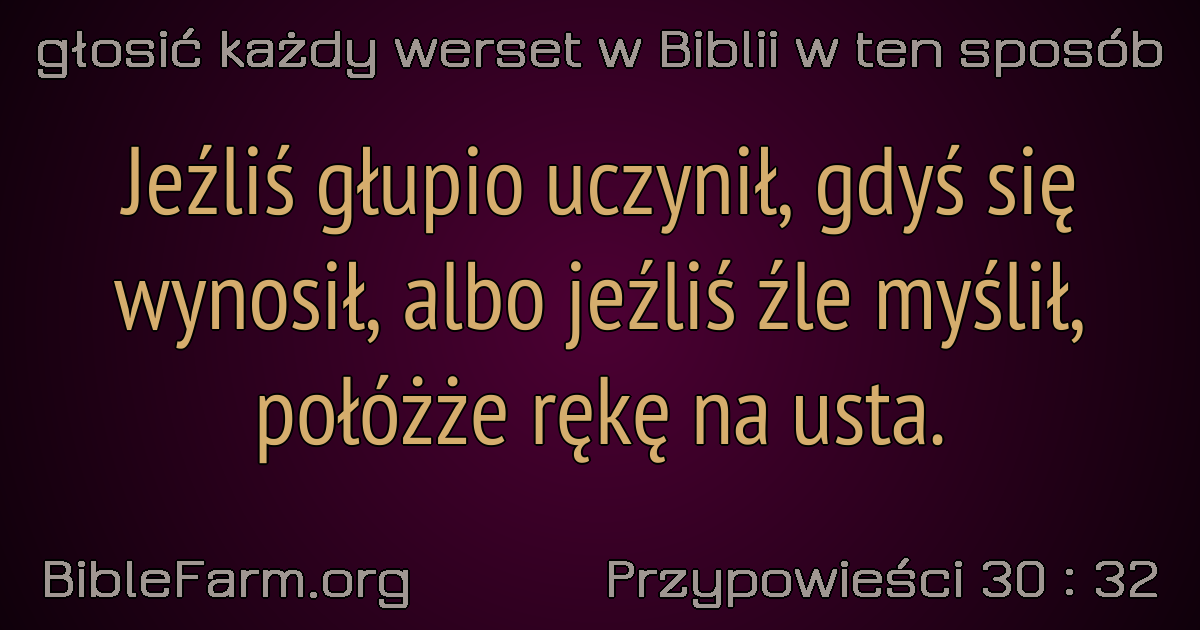 głosić każdy werset w Biblii w ten sposób
Jeźliś głupio uczynił, gdyś się
wynosił, albo jeźliś źle myślił,
połóżże rękę na usta.
BibleFarm.org
Przypowieści 30 : 32